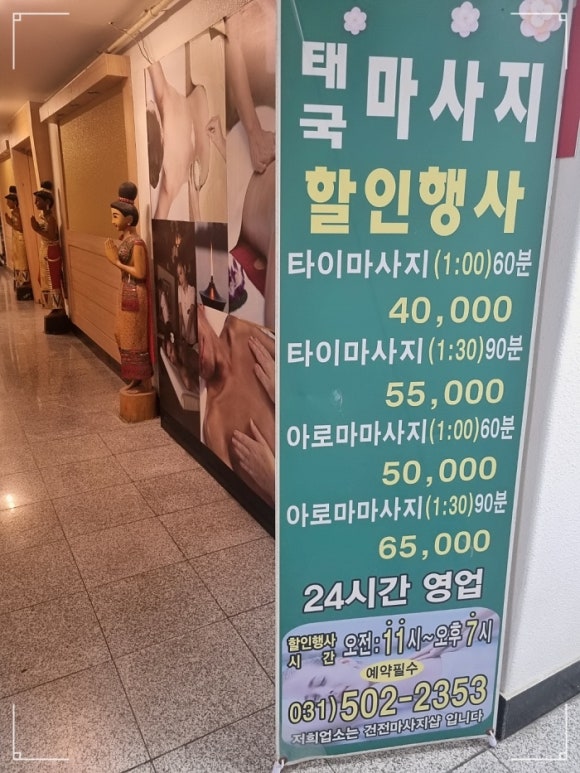 태국 마사지
할인행사
타이마사지(1:00)60분
40,000
타이마사지(1:30)90분
55,000
아로마마사지(1:00)60분
50,000
아로마마사지(1:30)90분
65,000
24시간 영업
할인행사 시간 오전:11시~오후7시
예약필수
031)502-2353
저희업소는 건전마사지샵 입니다